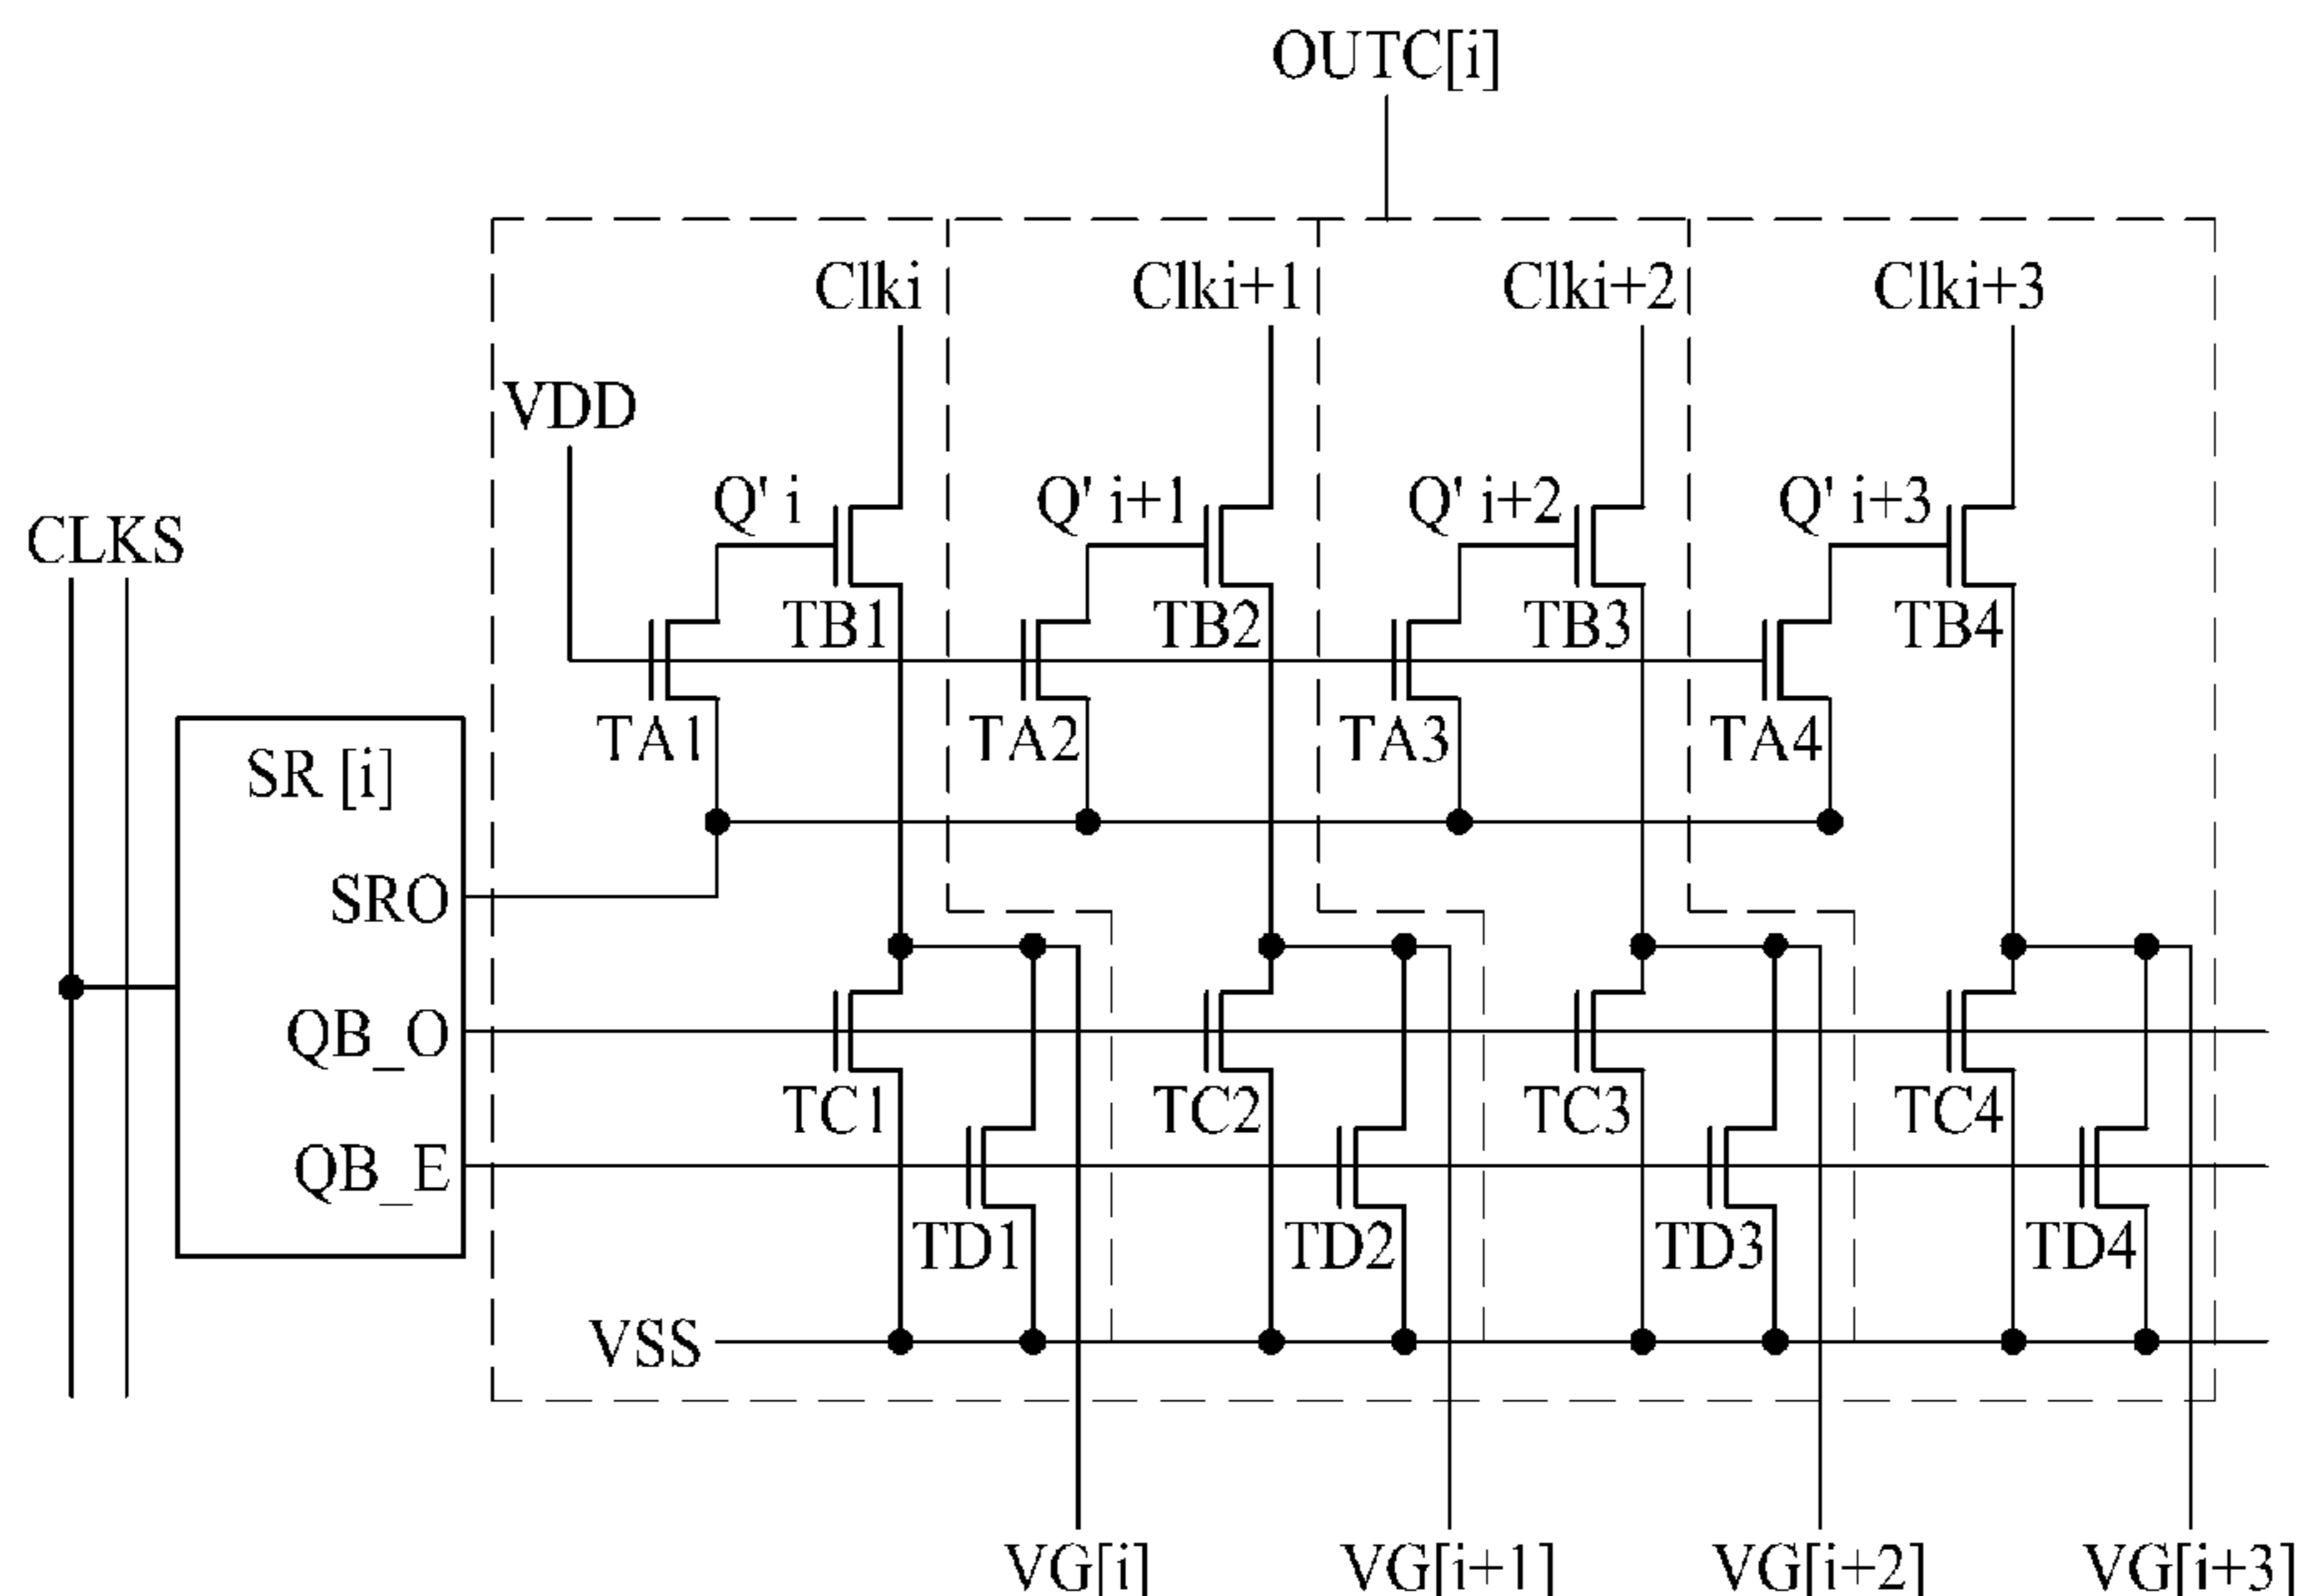 OUTC[i]
Clki
Clki+1
Clki+2
Clki+3
VDD
Q' i
Q' i+1
Q' i+2
Q' i+3
CLKS
TB1
TB2
TB3
TB4
TA1
TA2
TA3
TA4
SR [i]
SRO
QB_O
TC1
TC2
TC3
TC4
QB_E
TD1
TD2
TD3
TD4
VSS
VG[i]
VG[i+1]
VG[i+2]
VG[i+3]